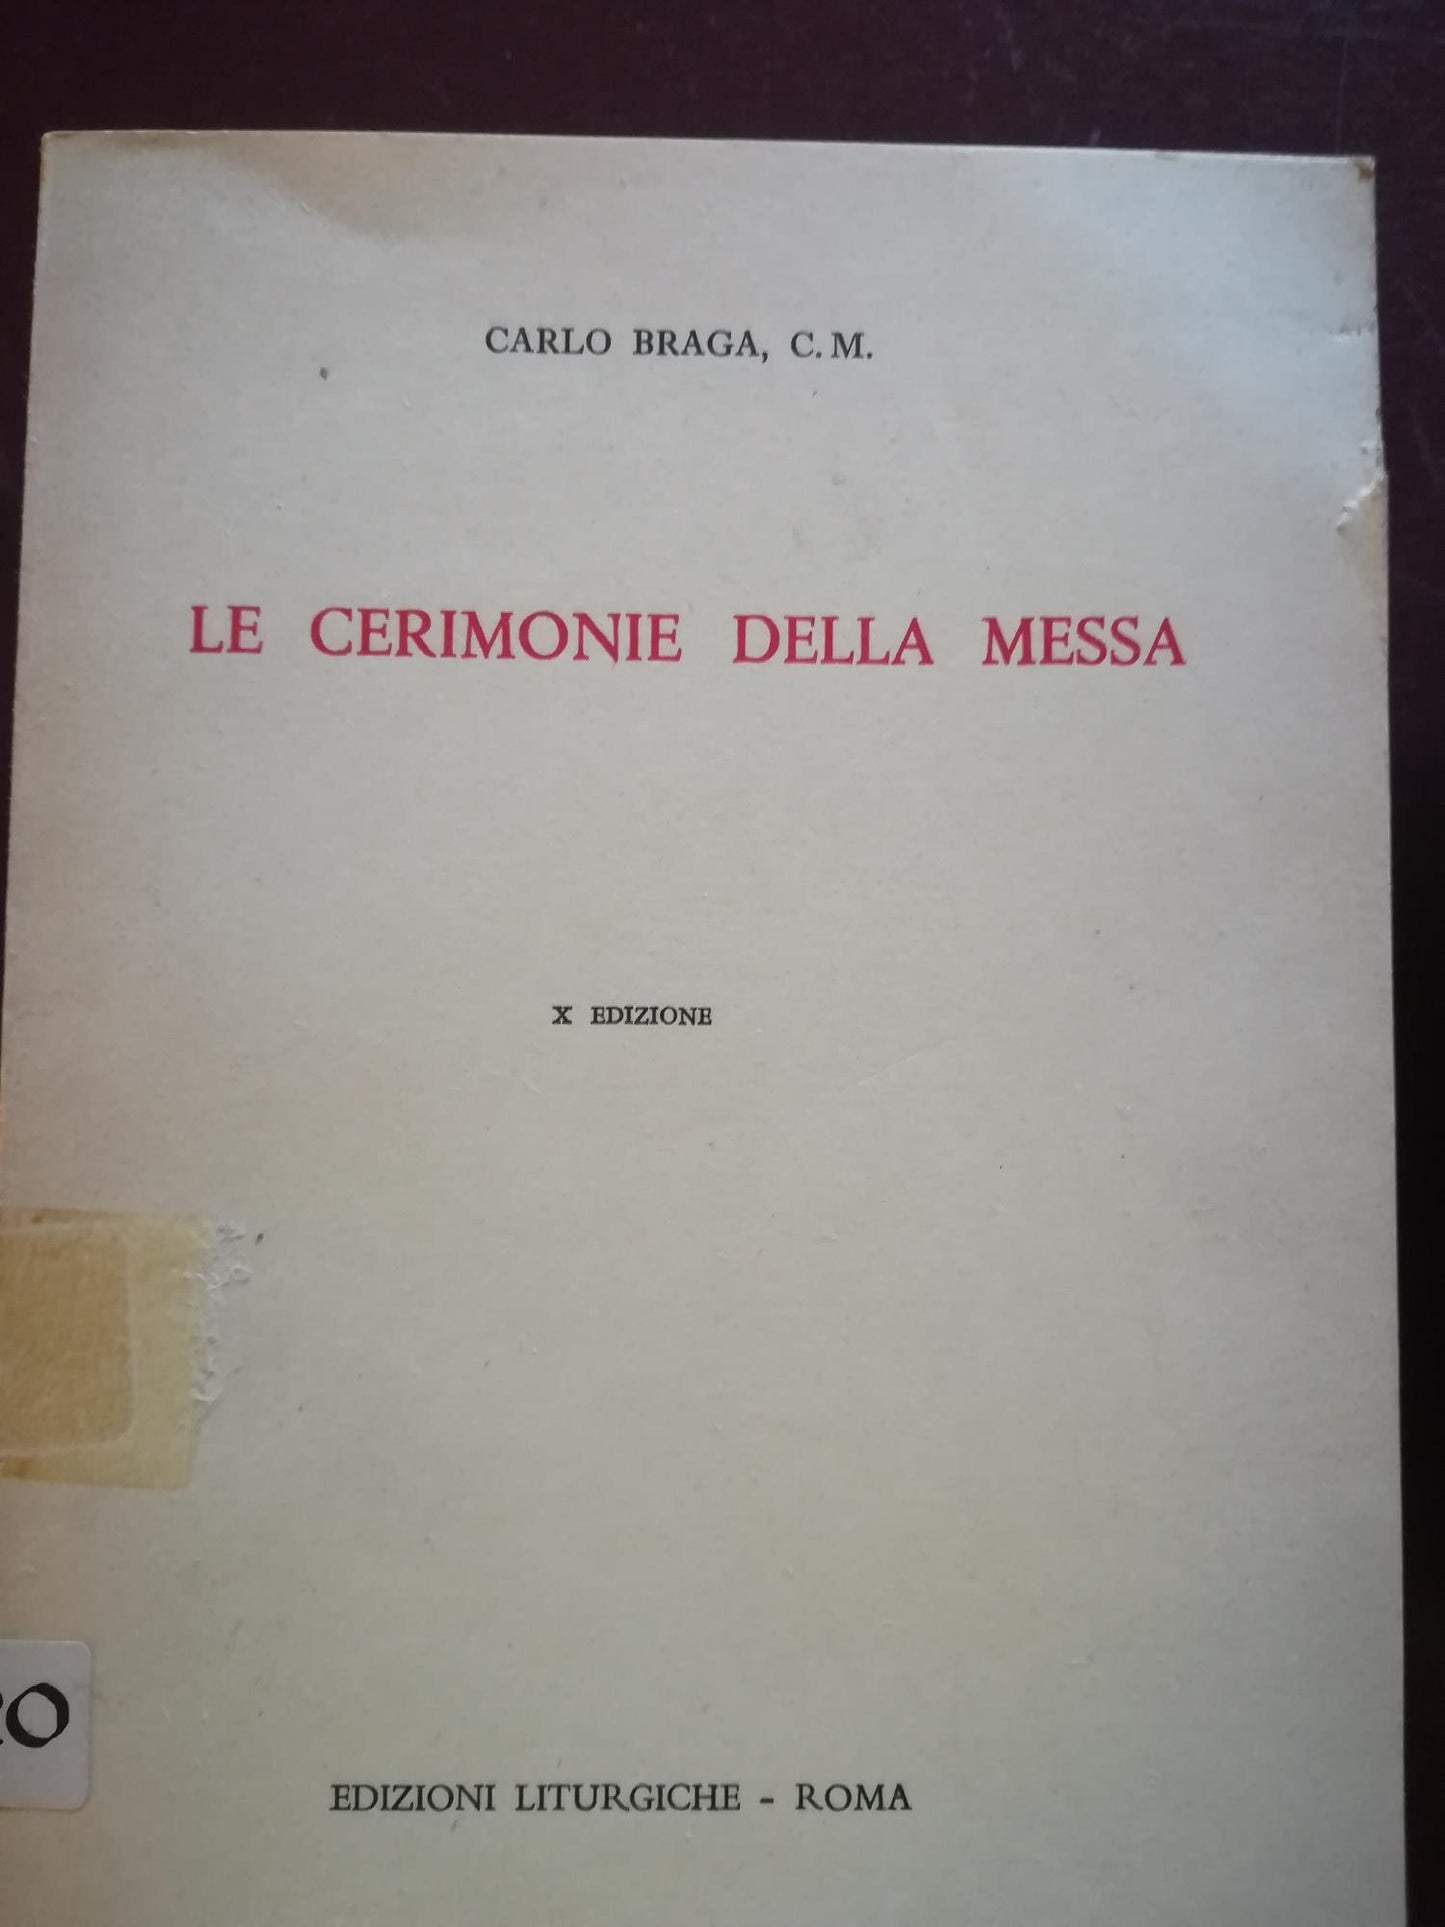 CARLO BRAGA, C. M.
LE CERIMONIE DELLA MESSA
X EDIZIONE
EDIZIONI LITURGICHE - ROMA